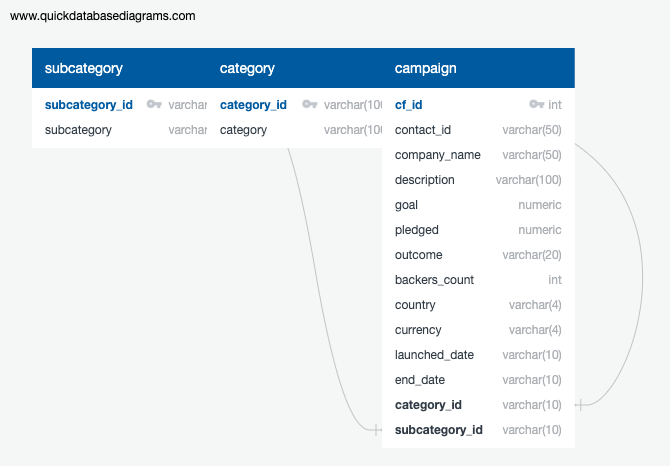 www.quickdatabasediagrams.com
subcategory
subcategory_id varchar
subcategory varchar
category
category_id varchar(100
category varchar(100
campaign
cf_id int
contact_id varchar(50)
company_name varchar(50)
description varchar(100)
goal numeric
pledged numeric
outcome varchar(20)
backers_count int
country varchar(4)
currency varchar(4)
launched_date varchar(10)
end_date varchar(10)
category_id varchar(10)
subcategory_id varchar(10)